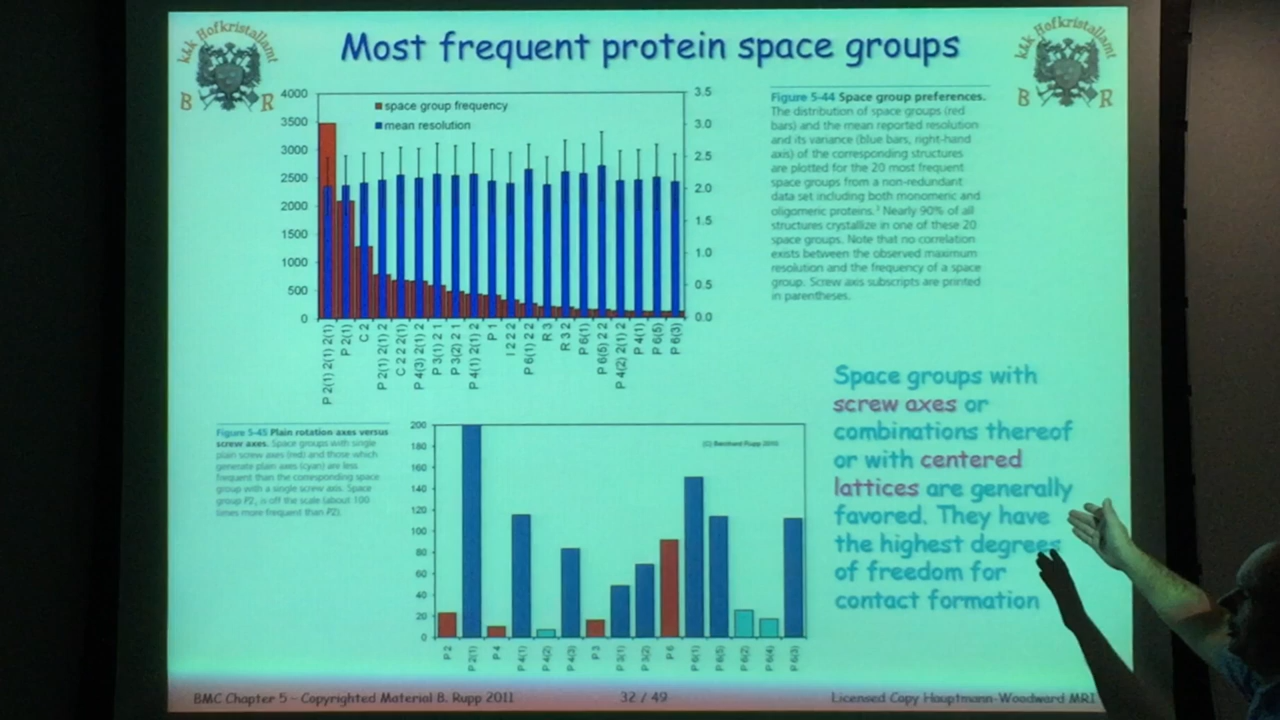 Most frequent protein space groups
k&k Hofkristallamt
B R
k&k Hofkristallamt
B R
4000
3500
3000
2500
2000
1500
1000
500
0
space group frequency
mean resolution
3.5
3.0
2.5
2.0
1.5
1.0
0.5
0.0
P 2(1) 2(1) 2(1)
P 2(1)
C 2
P 2(1) 2(1) 2
C 2 2 2(1)
P 4(3) 2(1) 2
P 3(1) 2 1
P 3(2) 2 1
P 4(1) 2(1) 2
P 1
I 2 2 2
P 6(1) 2 2
R 3
R 3 2
P 6(1)
P 6(5) 2 2
P 4(2) 2(1) 2
P 4(1)
P 6(5)
P 6(3)
Figure 5-44 Space group preferences.
The distribution of space groups (red
bars) and the mean reported resolution
and its variance (blue bars, right-hand
axis) of the corresponding structures
are plotted for the 20 most frequent
space groups from a non-redundant
data set including both monomeric and
oligomeric proteins. Nearly 90% of all
structures crystallize in one of these 20
space groups. Note that no correlation
exists between the observed maximum
resolution and the frequency of a space
group. Screw axis subscripts are printed
in parentheses.
Figure 5-45 Plain rotation axes versus
screw axes. Space groups with single
plain screw axes (red) and those which
generate plain axes (cyan) are less
frequent than the corresponding space
group with a single screw axis. Space
group P2₁ is off the scale (about 100
times more frequent than P2).
200
180
160
140
120
100
80
60
40
20
0
(C) Bernhard Rupp 2010
P 2
P 2(1)
P 4
P 4(1)
P 4(2)
P 4(3)
P 3
P 3(1)
P 3(2)
P 6
P 6(1)
P 6(5)
P 6(2)
P 6(4)
P 6(3)
Space groups with
screw axes or
combinations thereof
or with centered
lattices are generally
favored. They have
the highest degrees
of freedom for
contact formation
BMC Chapter 5 – Copyrighted Material B. Rupp 2011
32 / 49
Licensed Copy Hauptmann-Woodward MRI